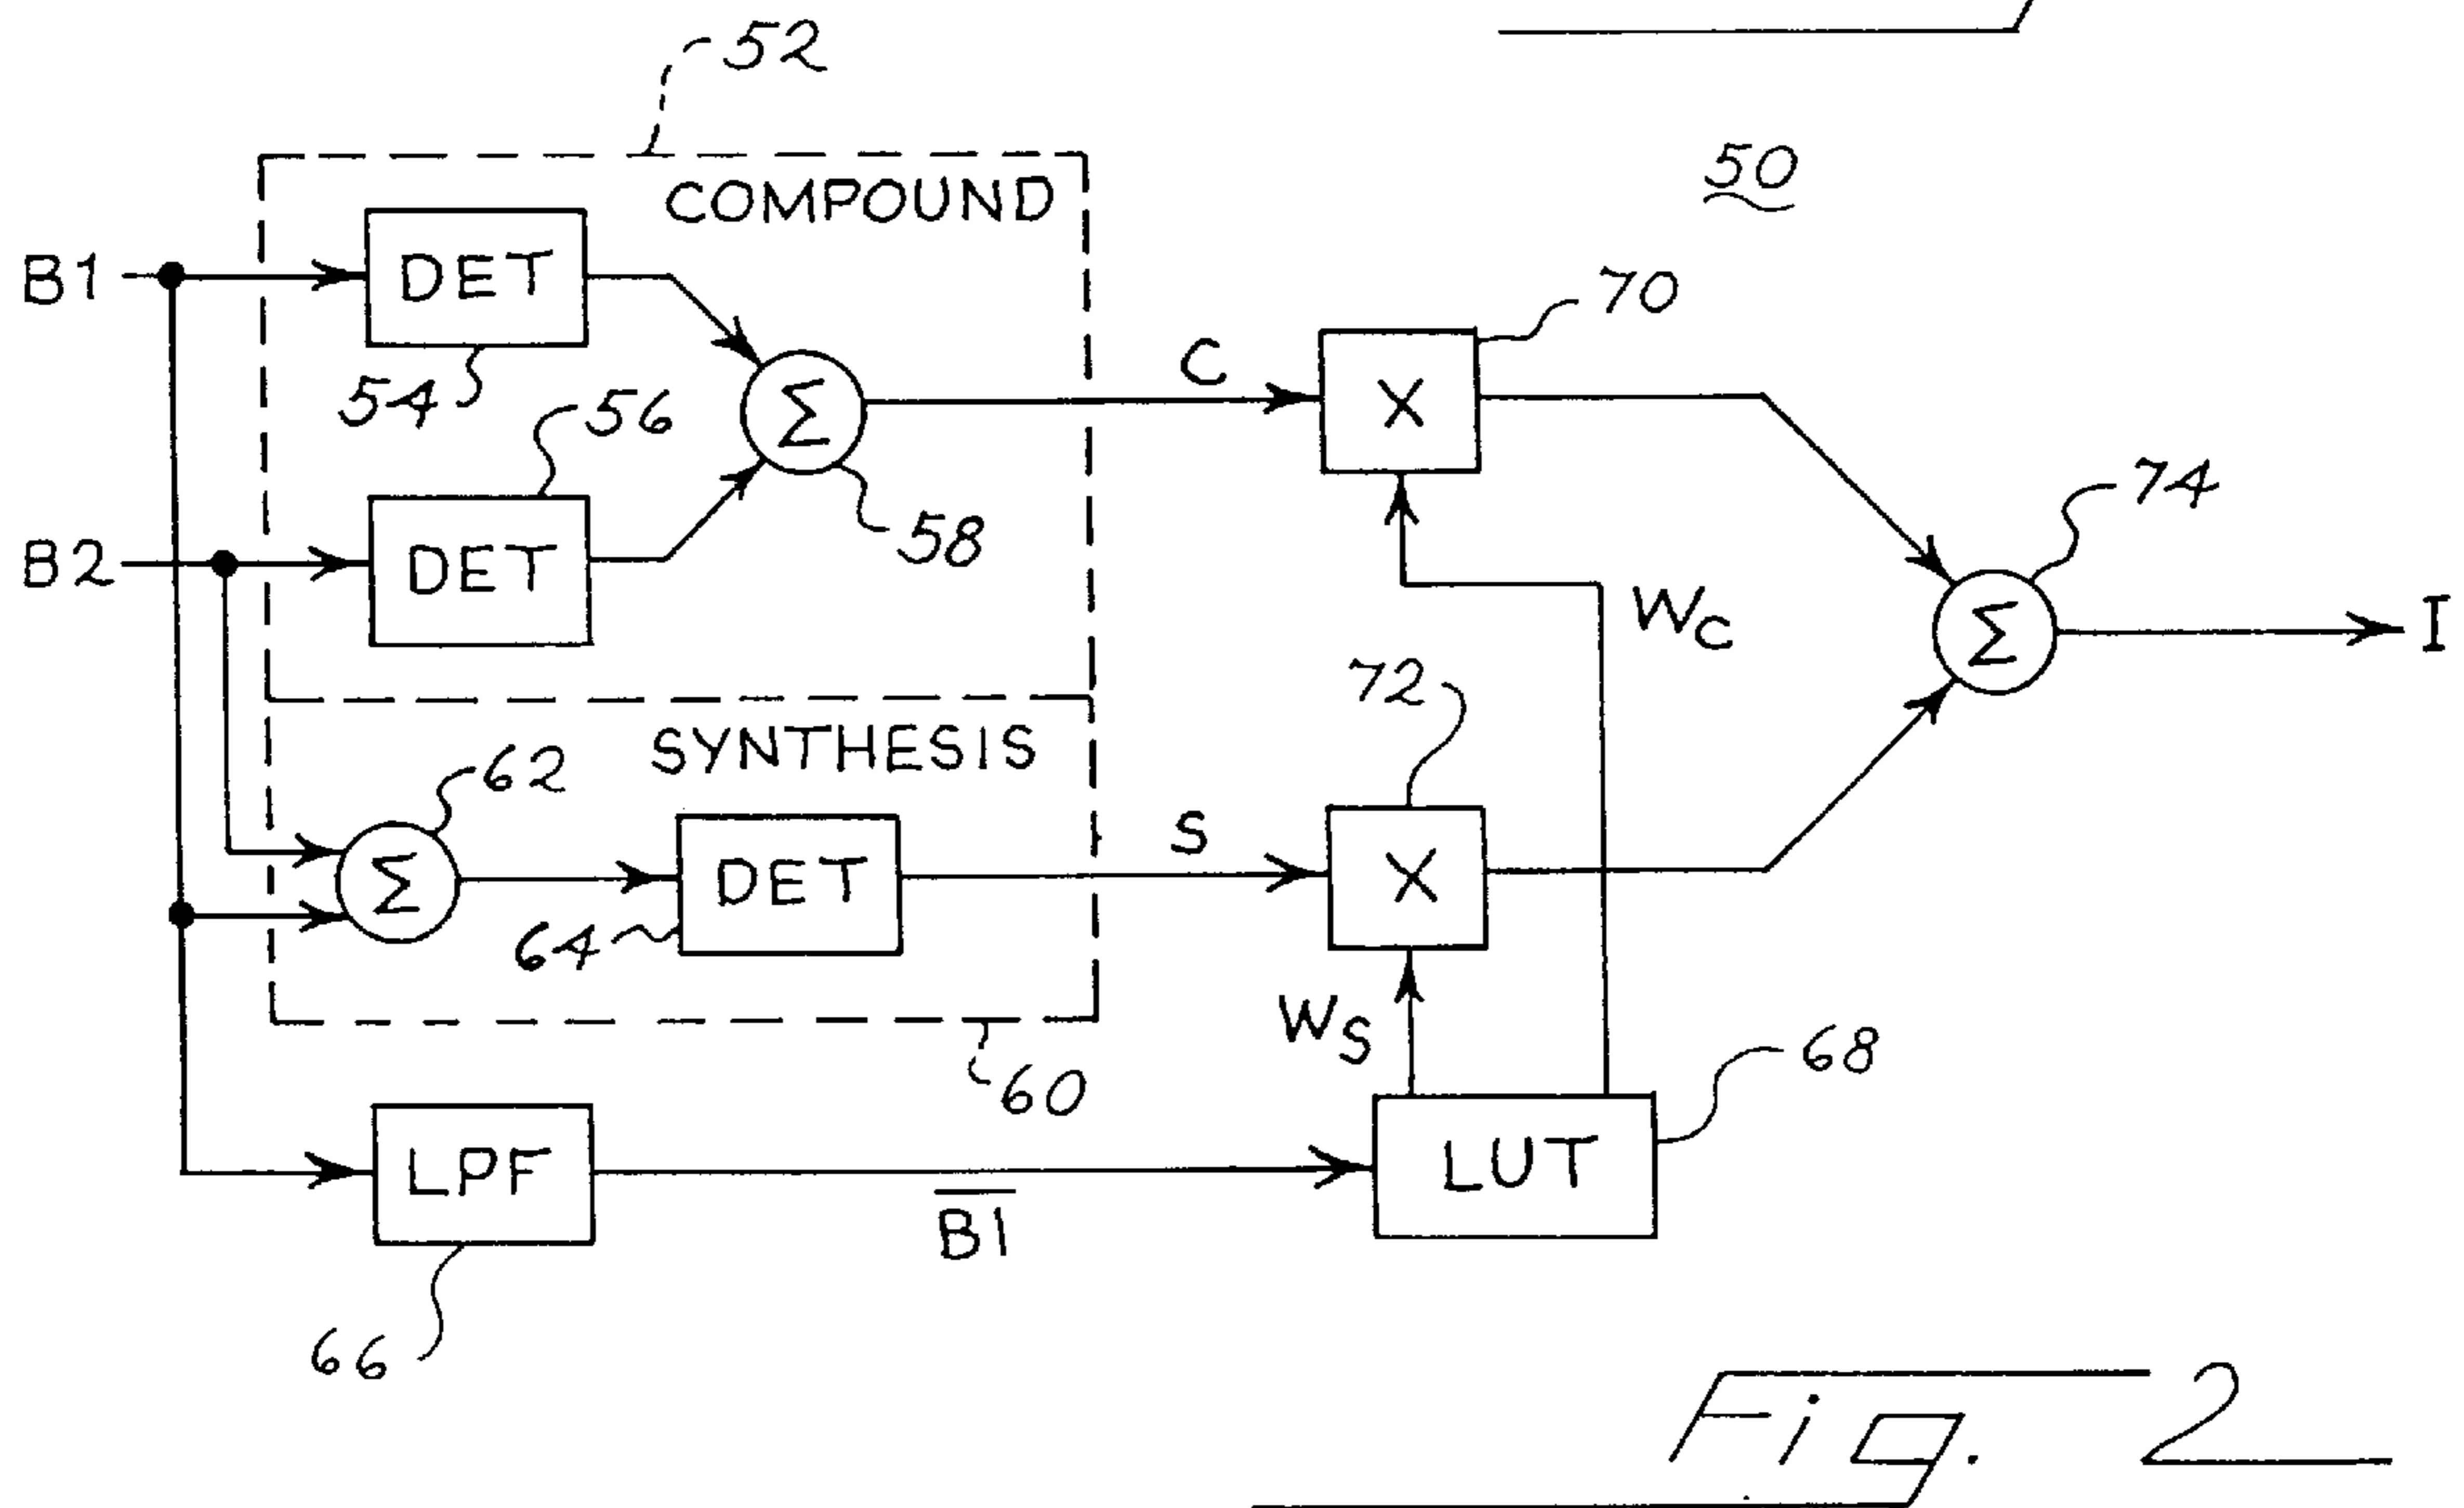 52
50
COMPOUND
B1
DET
70
54
56
C
X
Σ
74
B2
DET
58
Wc
Σ
I
72
SYNTHESIS
62
S
Σ
DET
X
64
Ws
68
60
LPF
LUT
B̅1̅
66
Fig. 2